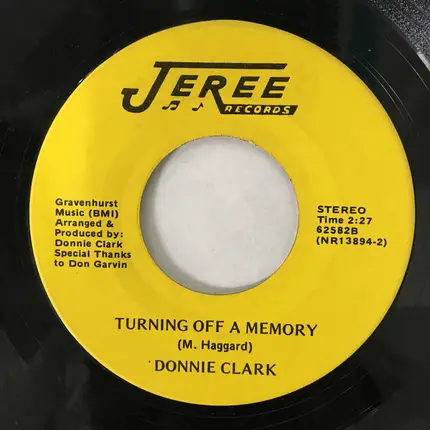 JEREE
RECORDS
Gravenhurst
Music (BMI)
Arranged &
Produced by:
Donnie Clark
Special Thanks
to Don Garvin
STEREO
Time 2:27
62582B
(NR13894-2)
TURNING OFF A MEMORY
(M. Haggard)
DONNIE CLARK